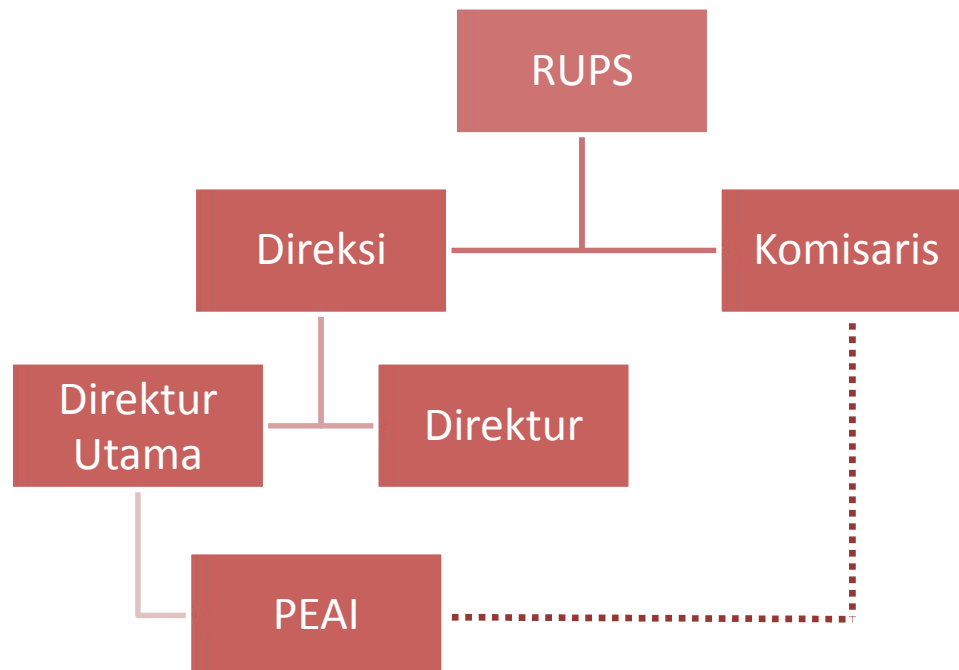 RUPS
Direksi
Komisaris
Direktur
Utama
Direktur
PEAI